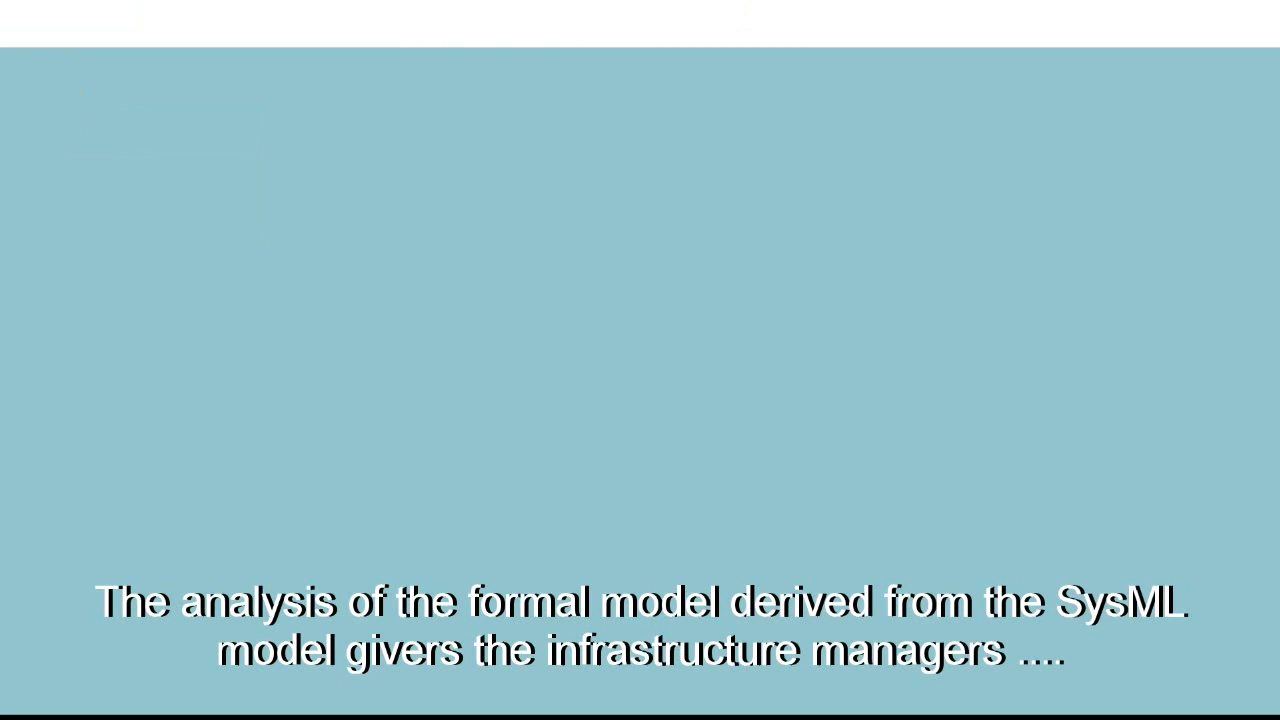 The analysis of the formal model derived from the SysML
model givers the infrastructure managers ....